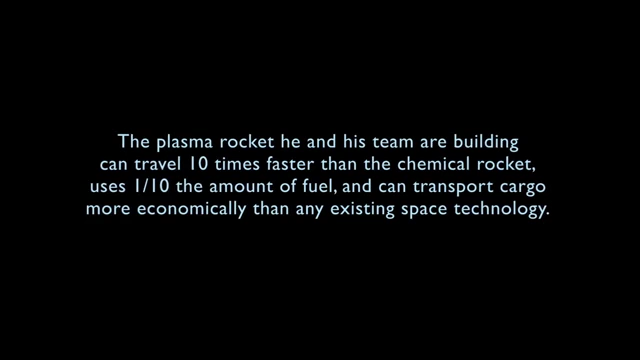 The plasma rocket he and his team are building
can travel 10 times faster than the chemical rocket,
uses 1/10 the amount of fuel, and can transport cargo
more economically than any existing space technology.